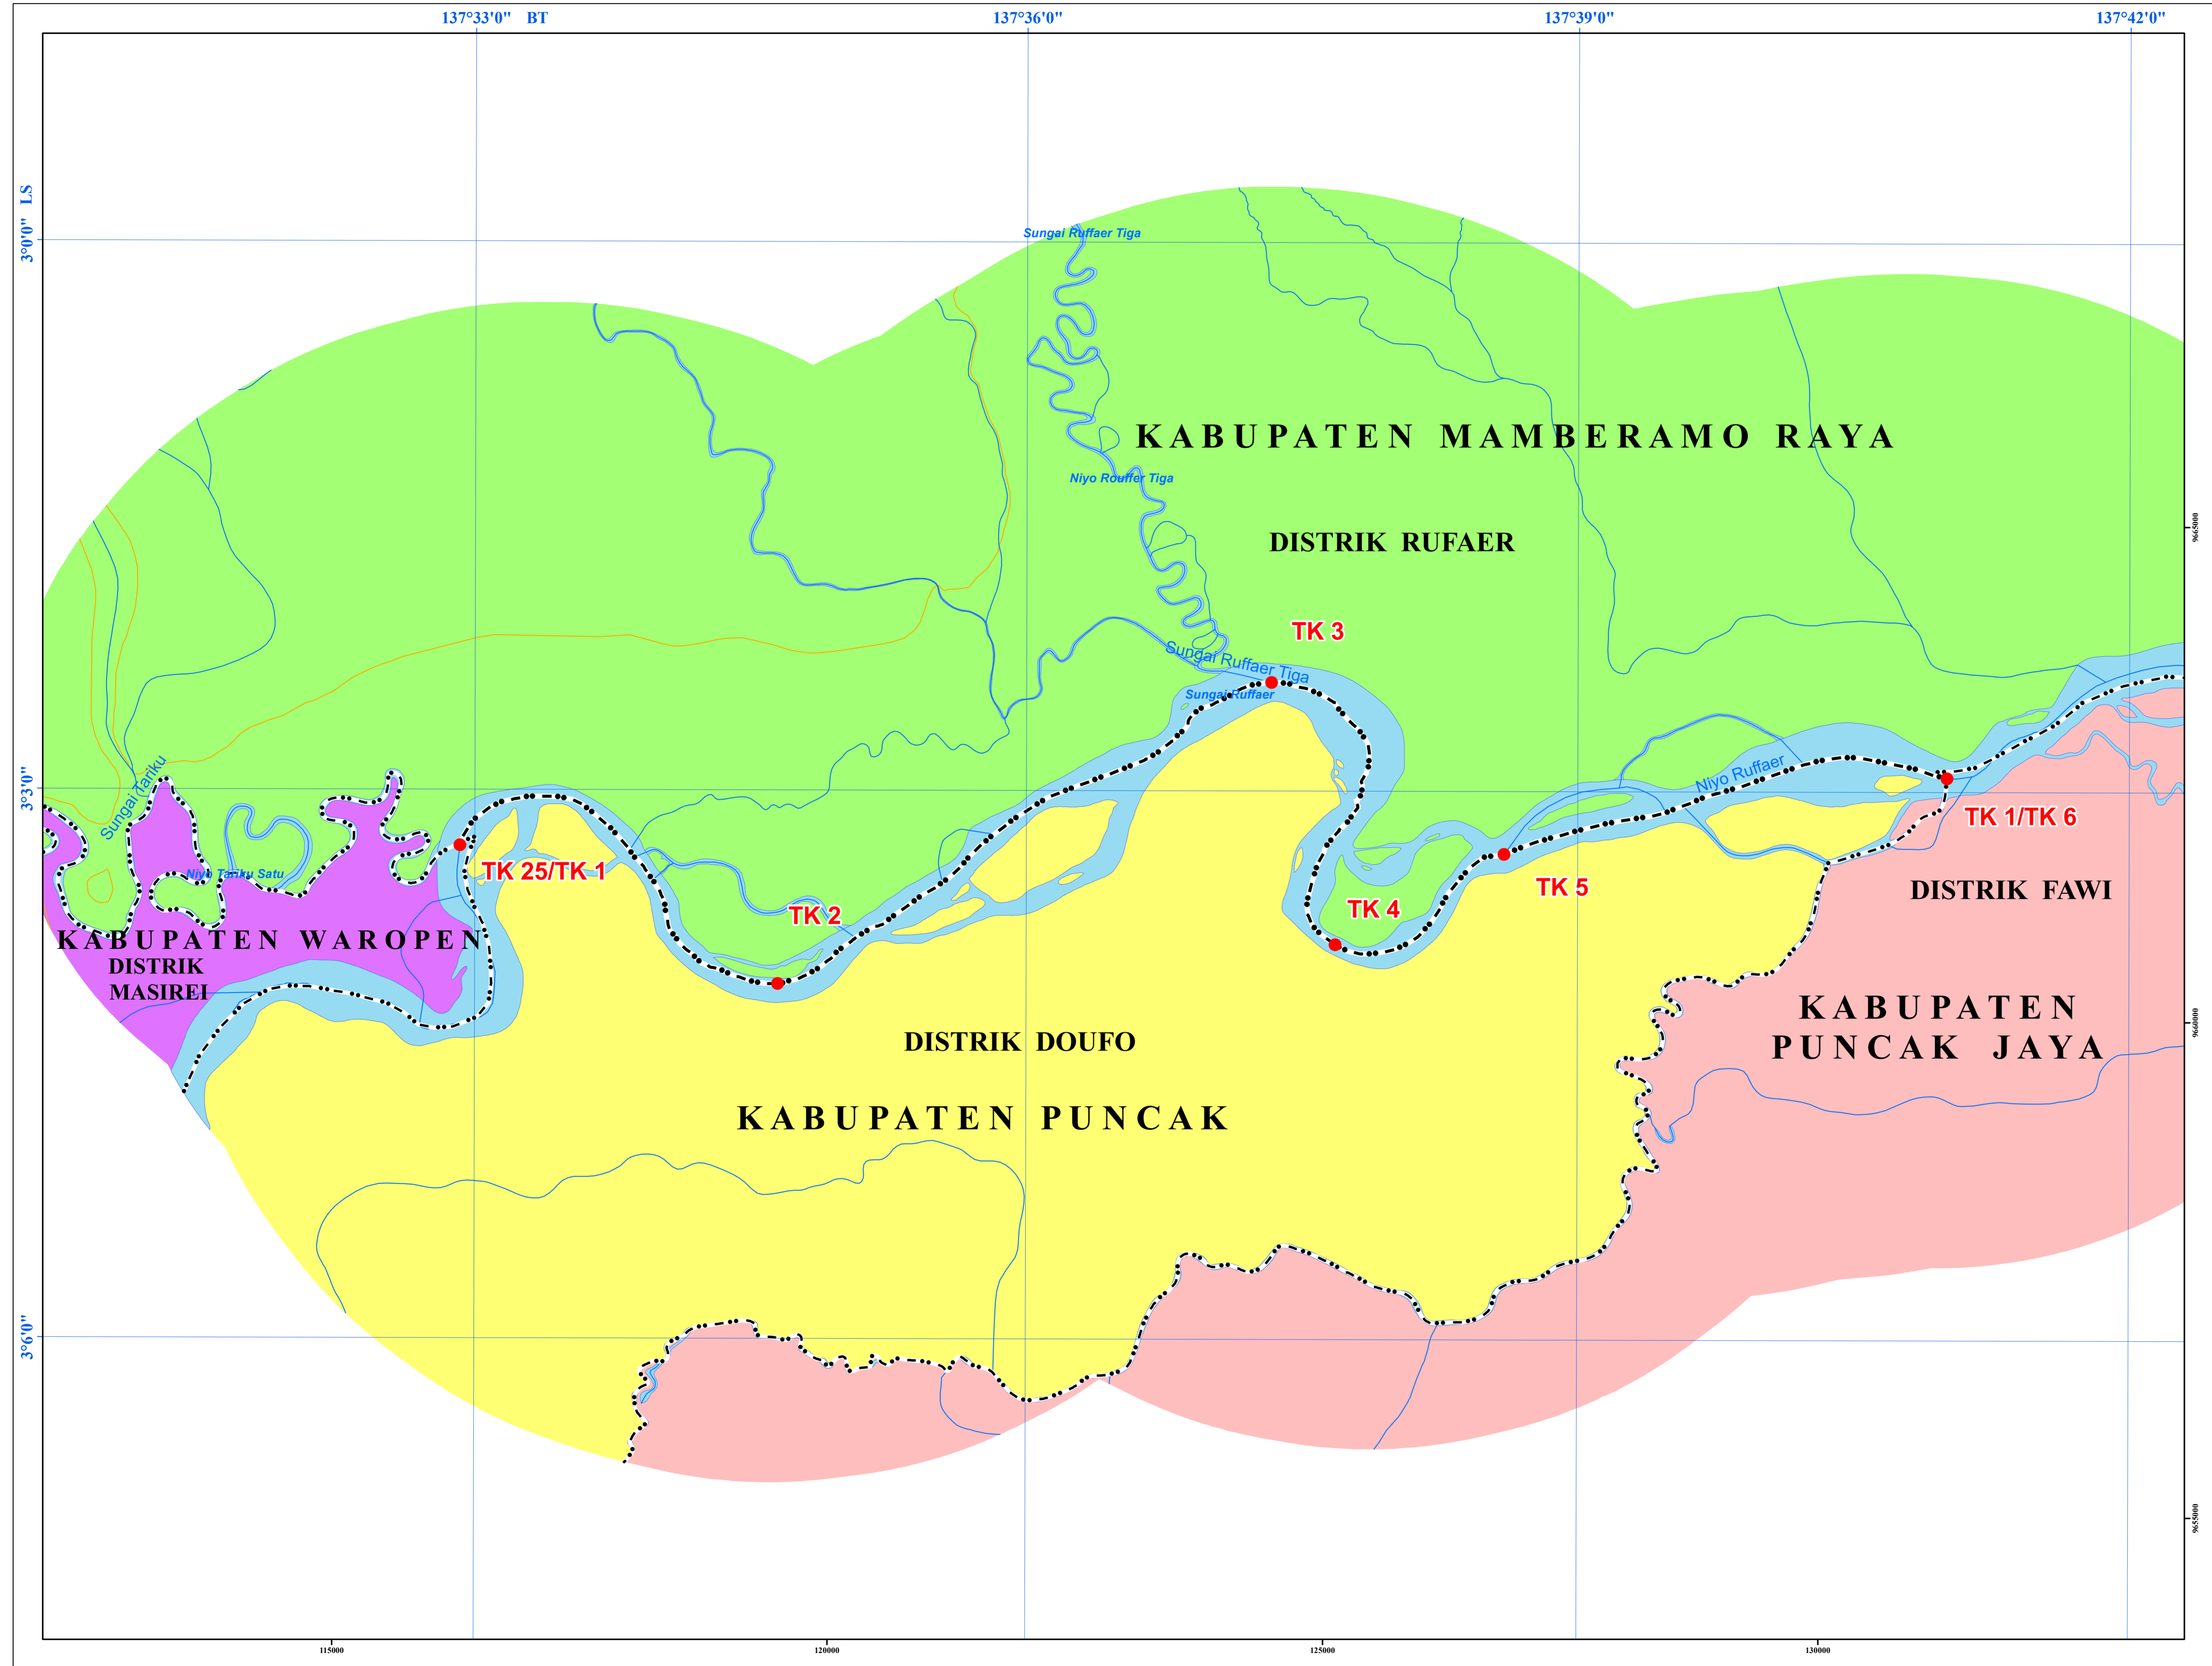 137°33'0" BT
137°36'0"
137°39'0"
137°42'0"
3°0'0" LS
Sungai Ruffaer Tiga
KABUPATEN MAMBERAMO RAYA
Niyo Rouffer Tiga
9665000
DISTRIK RUFAER
TK 3
Sungai Ruffaer Tiga
Sungai Ruffaer
3°3'0"
Sungai Tariku
Niyo Ruffaer
TK 1/TK 6
TK 25/TK 1
Niyo Tariku Satu
TK 5
DISTRIK FAWI
TK 4
TK 2
KABUPATEN WAROPEN
DISTRIK
MASIREI
KABUPATEN
PUNCAK JAYA
9660000
DISTRIK DOUFO
KABUPATEN PUNCAK
3°6'0"
9655000
115000
120000
125000
130000